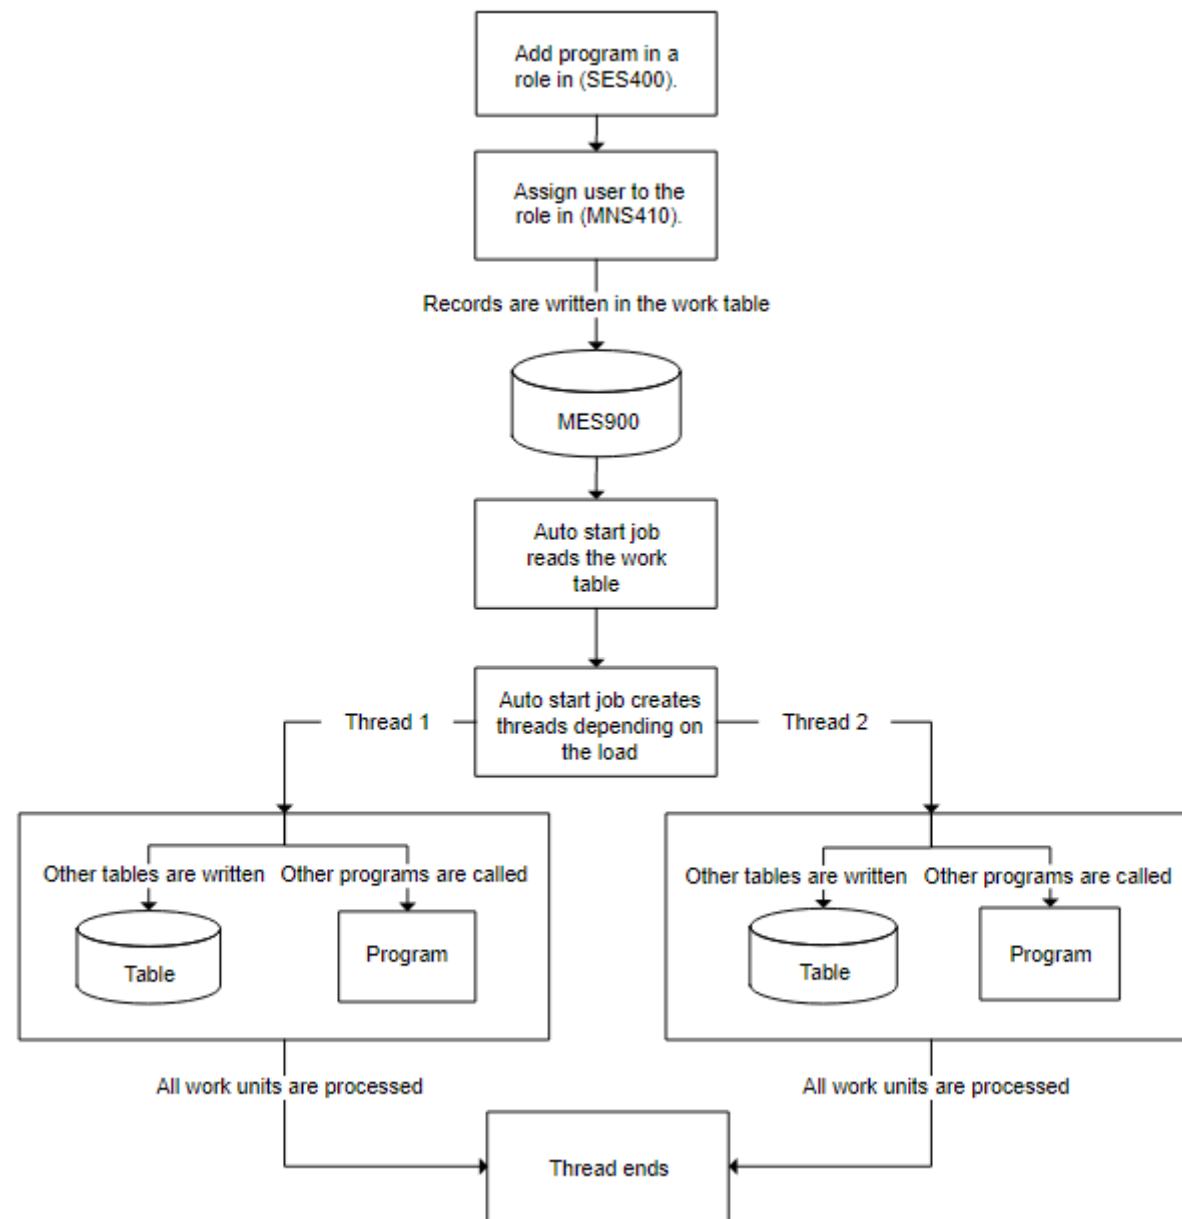 Add program in a
role in (SES400).
Assign user to the
role in (MNS410).
Records are written in the work table
MES900
Auto start job
reads the work
table
Auto start job creates
threads depending on
the load
Thread 1
Thread 2
Other tables are written
Other programs are called
Table
Program
Other tables are written
Other programs are called
Table
Program
All work units are processed
All work units are processed
Thread ends